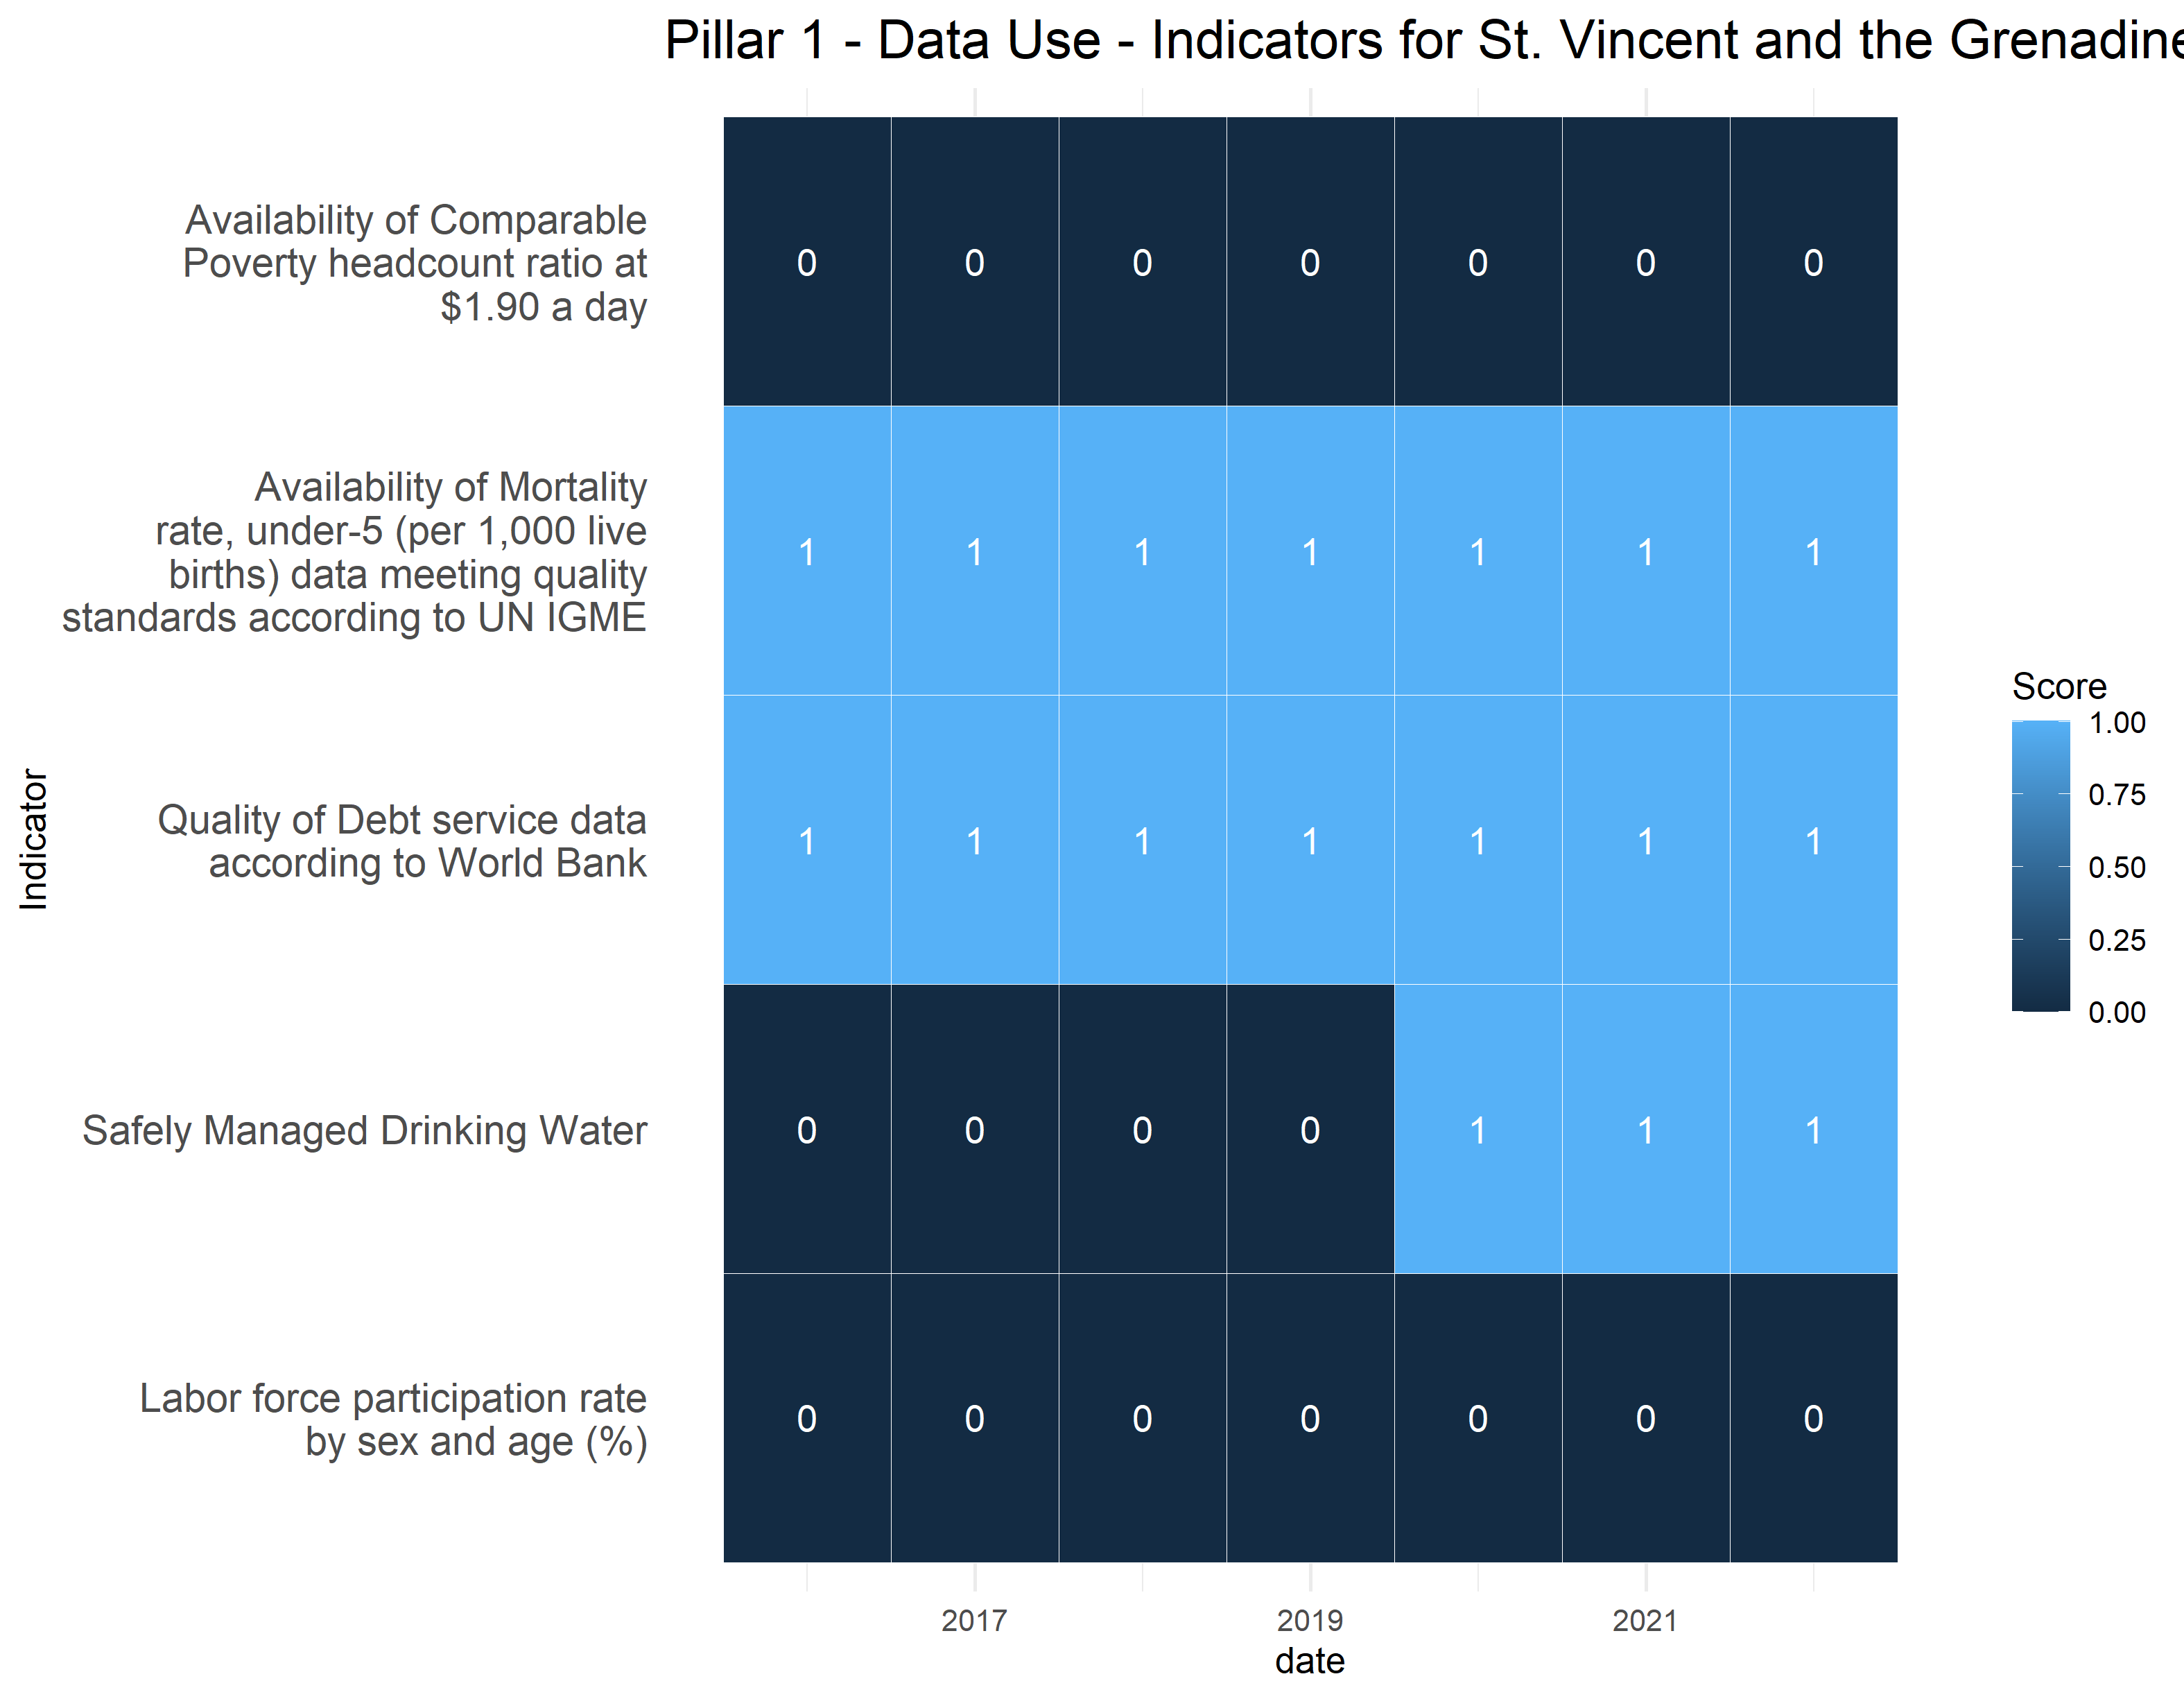 Pillar 1 - Data Use - Indicators for St. Vincent and the Grenadine
Availability of Comparable
Poverty headcount ratio at
$1.90 a day
0 0 0 0 0 0 0
Availability of Mortality
rate, under-5 (per 1,000 live
births) data meeting quality
standards according to UN IGME
1 1 1 1 1 1 1
Quality of Debt service data
according to World Bank
1 1 1 1 1 1 1
Safely Managed Drinking Water
0 0 0 0 1 1 1
Labor force participation rate
by sex and age (%)
0 0 0 0 0 0 0
Indicator
2017 2019 2021
date
Score
1.00
0.75
0.50
0.25
0.00